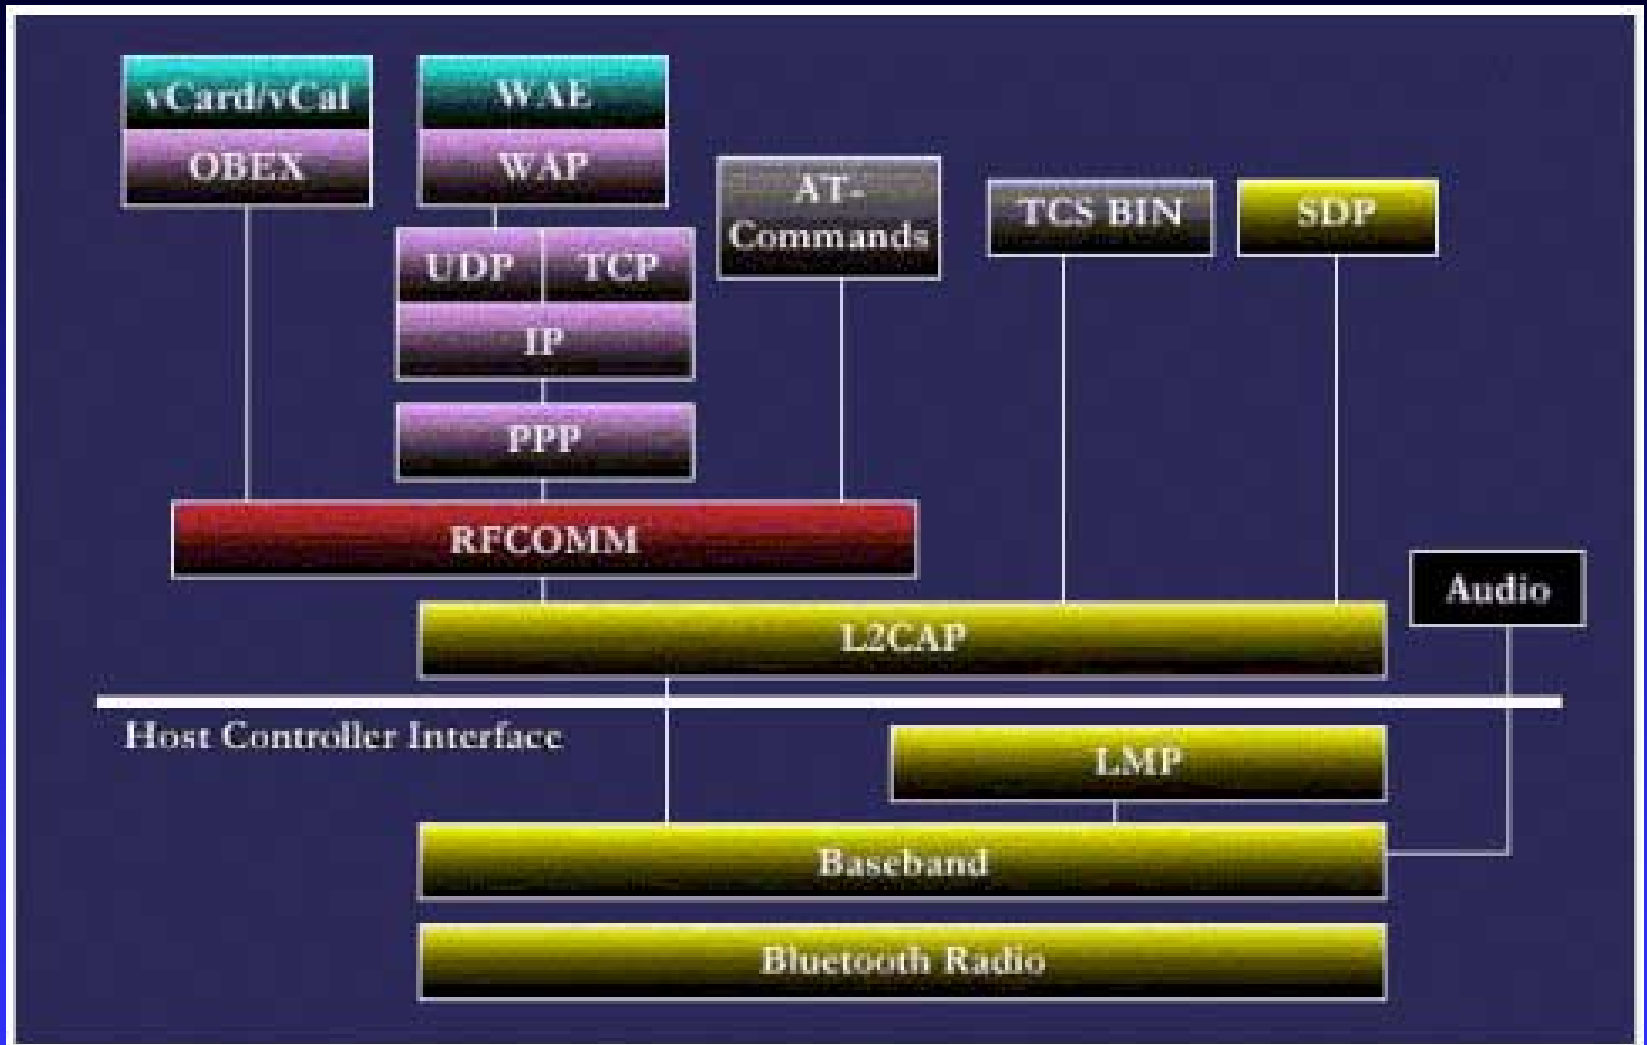 vCard/vCal
OBEX
WAE
WAP
UDP
TCP
IP
PPP
AT-
Commands
TCS BIN
SDP
RFCOMM
Audio
L2CAP
Host Controller Interface
LMP
Baseband
Bluetooth Radio